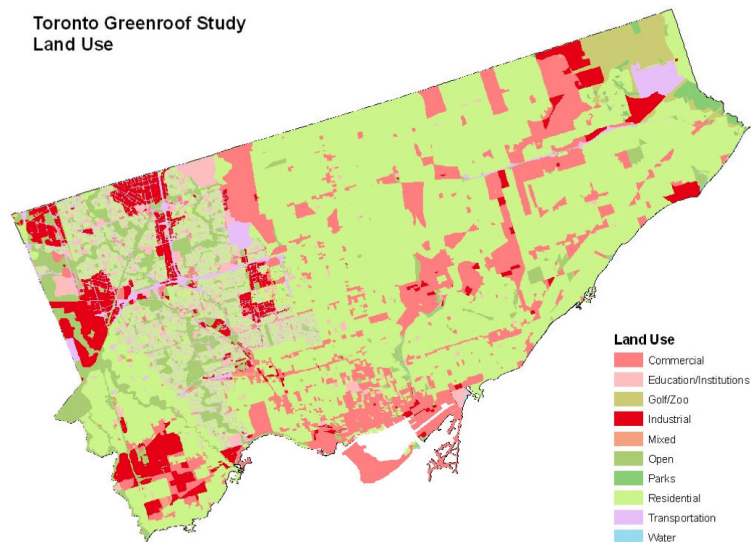 Toronto Greenroof Study
Land Use
Land Use
Commercial
Education/Institutions
Golf/Zoo
Industrial
Mixed
Open
Parks
Residential
Transportation
Water